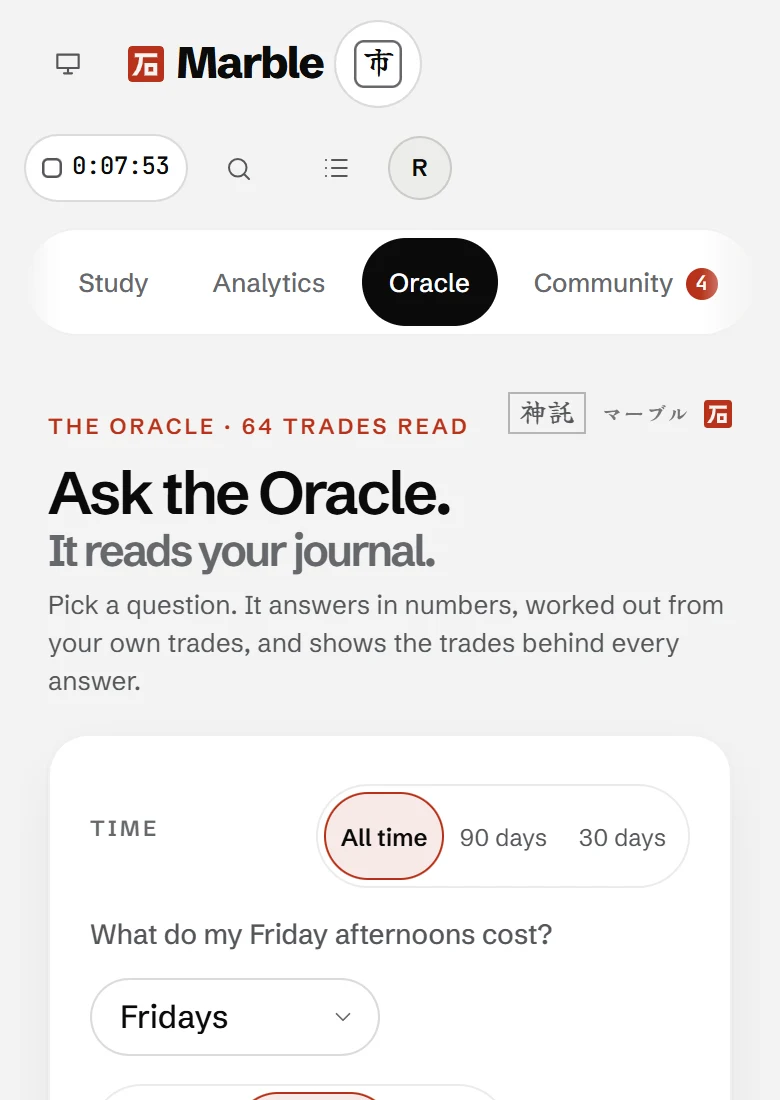 石 Marble 市
0:07:53 R
Study Analytics Oracle Community 4
THE ORACLE · 64 TRADES READ 神託 マーブル 石
Ask the Oracle.
It reads your journal.
Pick a question. It answers in numbers, worked out from
your own trades, and shows the trades behind every
answer.
TIME All time 90 days 30 days
What do my Friday afternoons cost?
Fridays